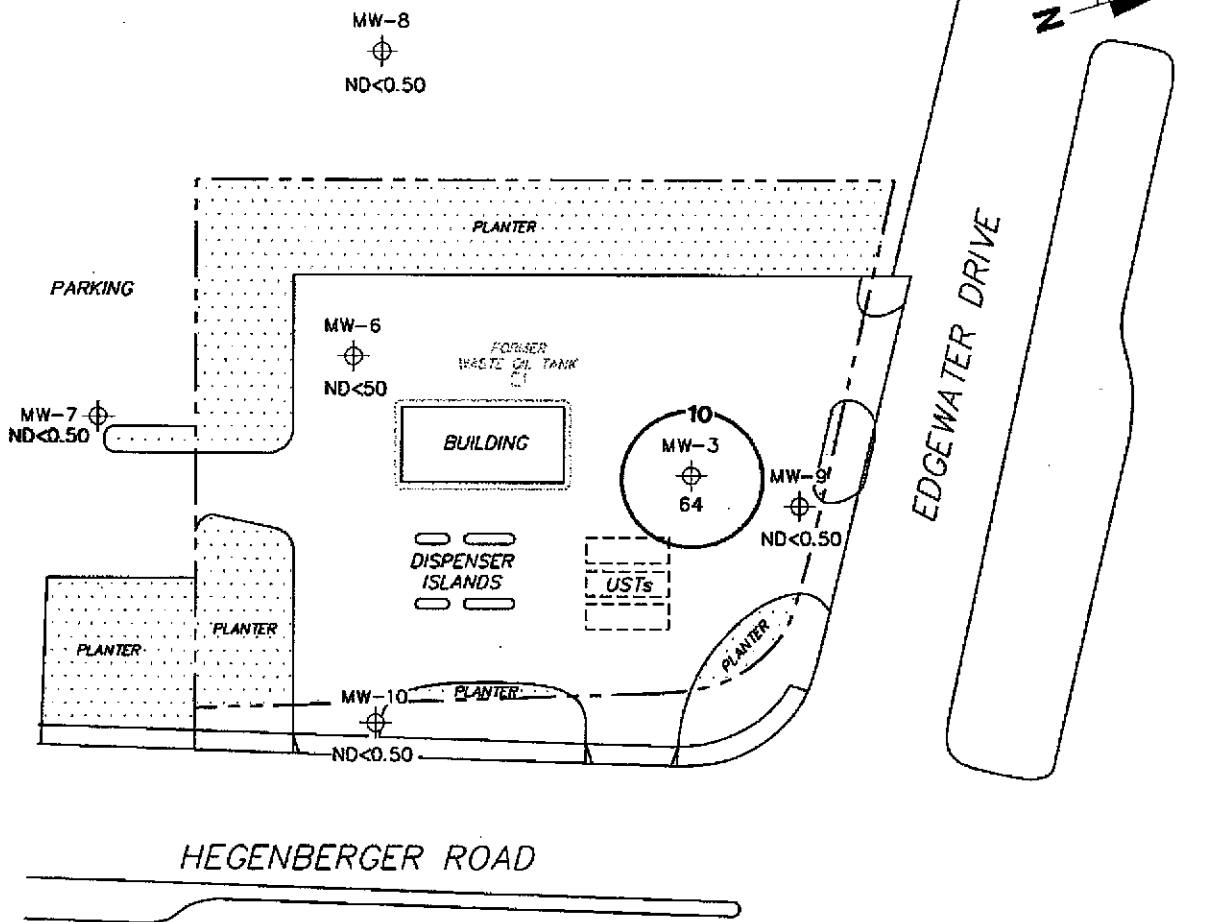 MW-8
ND<0.50
N
PLANTER
PARKING
EDGEWATER DRIVE
MW-6
ND<50
FORMER
WASTE OIL TANK
MW-7
ND<0.50
BUILDING
10
MW-3
64
MW-9
ND<0.50
DISPENSER
ISLANDS
USTs
PLANTER
PLANTER
PLANTER
MW-10
PLANTER
ND<0.50
HEGENBERGER ROAD